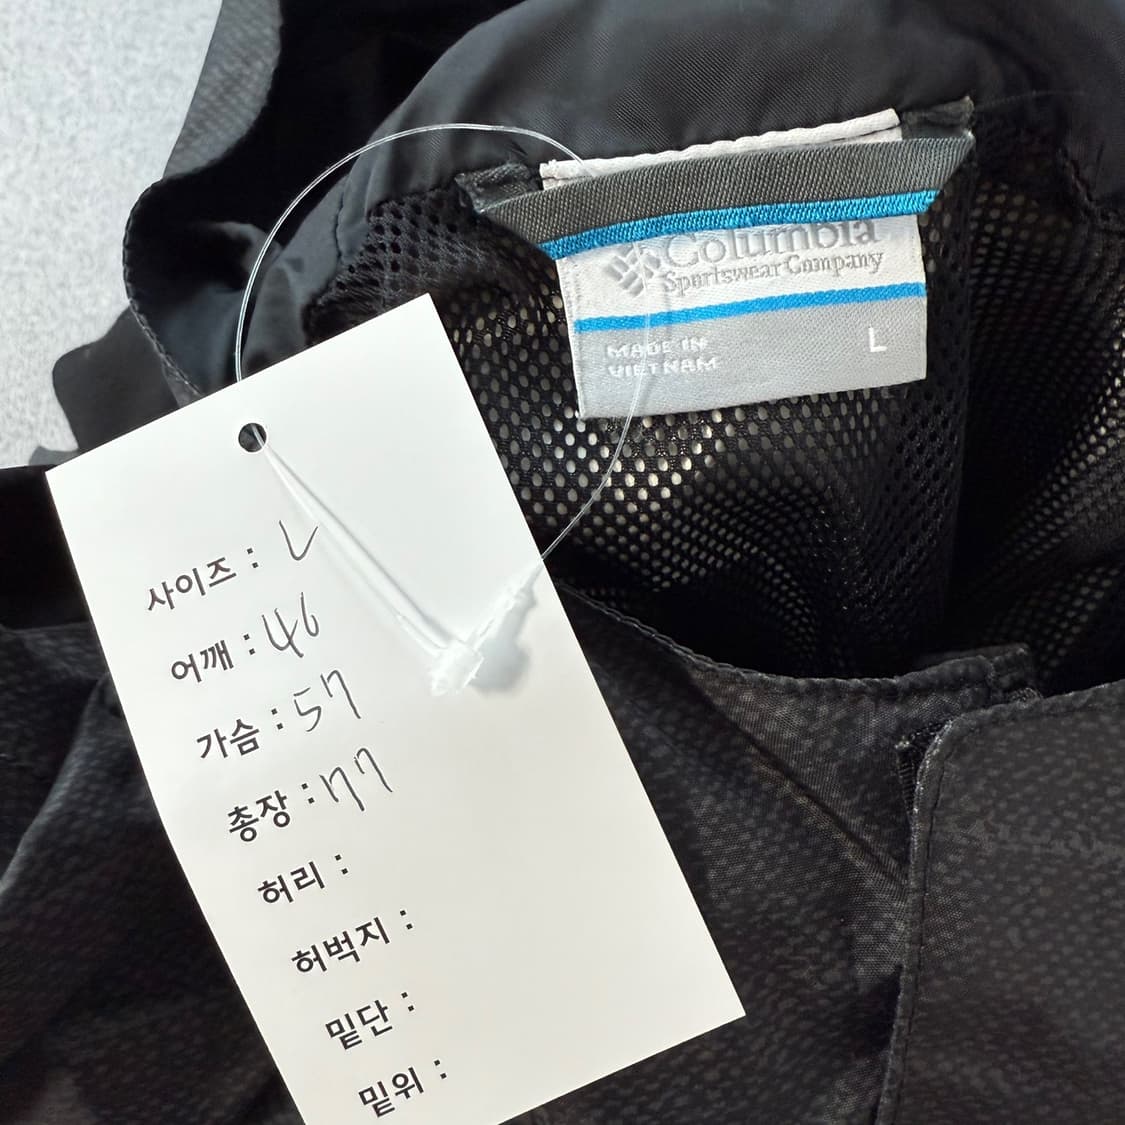 Columbia
Sportswear Company
MADE IN
VIETNAM
L
사이즈 : L
어깨 : 46
가슴 : 57
총장 : 77
허리 :
허벅지 :
밑단 :
밑위 :